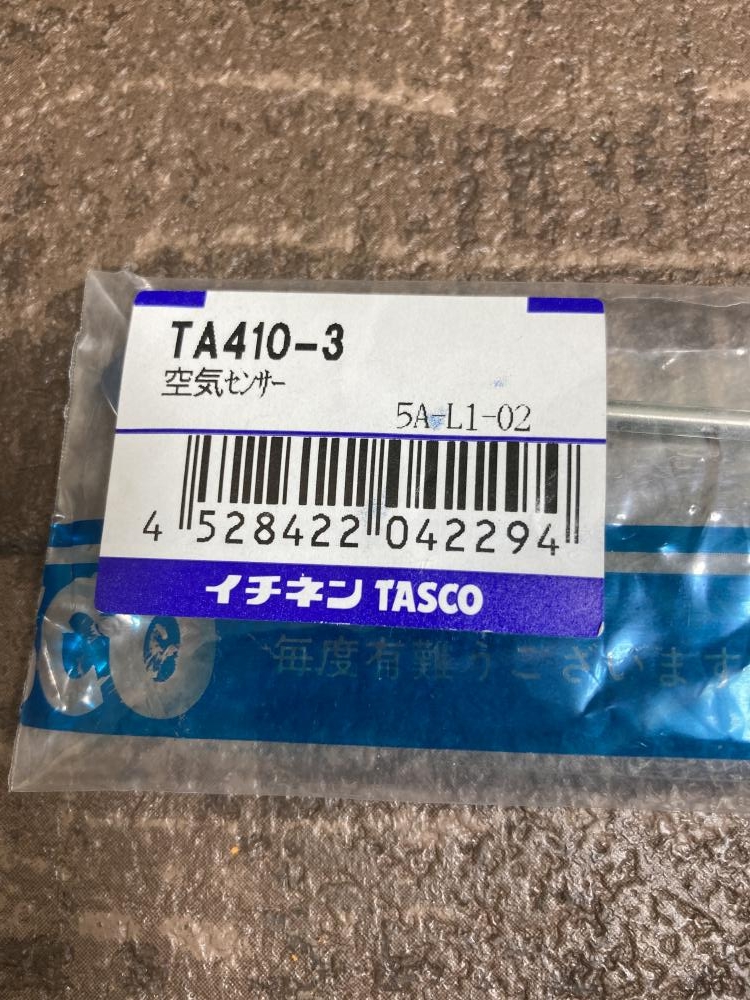 TA410-3
空気ｾﾝｻｰ
5A-L1-02
4 528422 042294
イチネン TASCO
毎度有難うございます